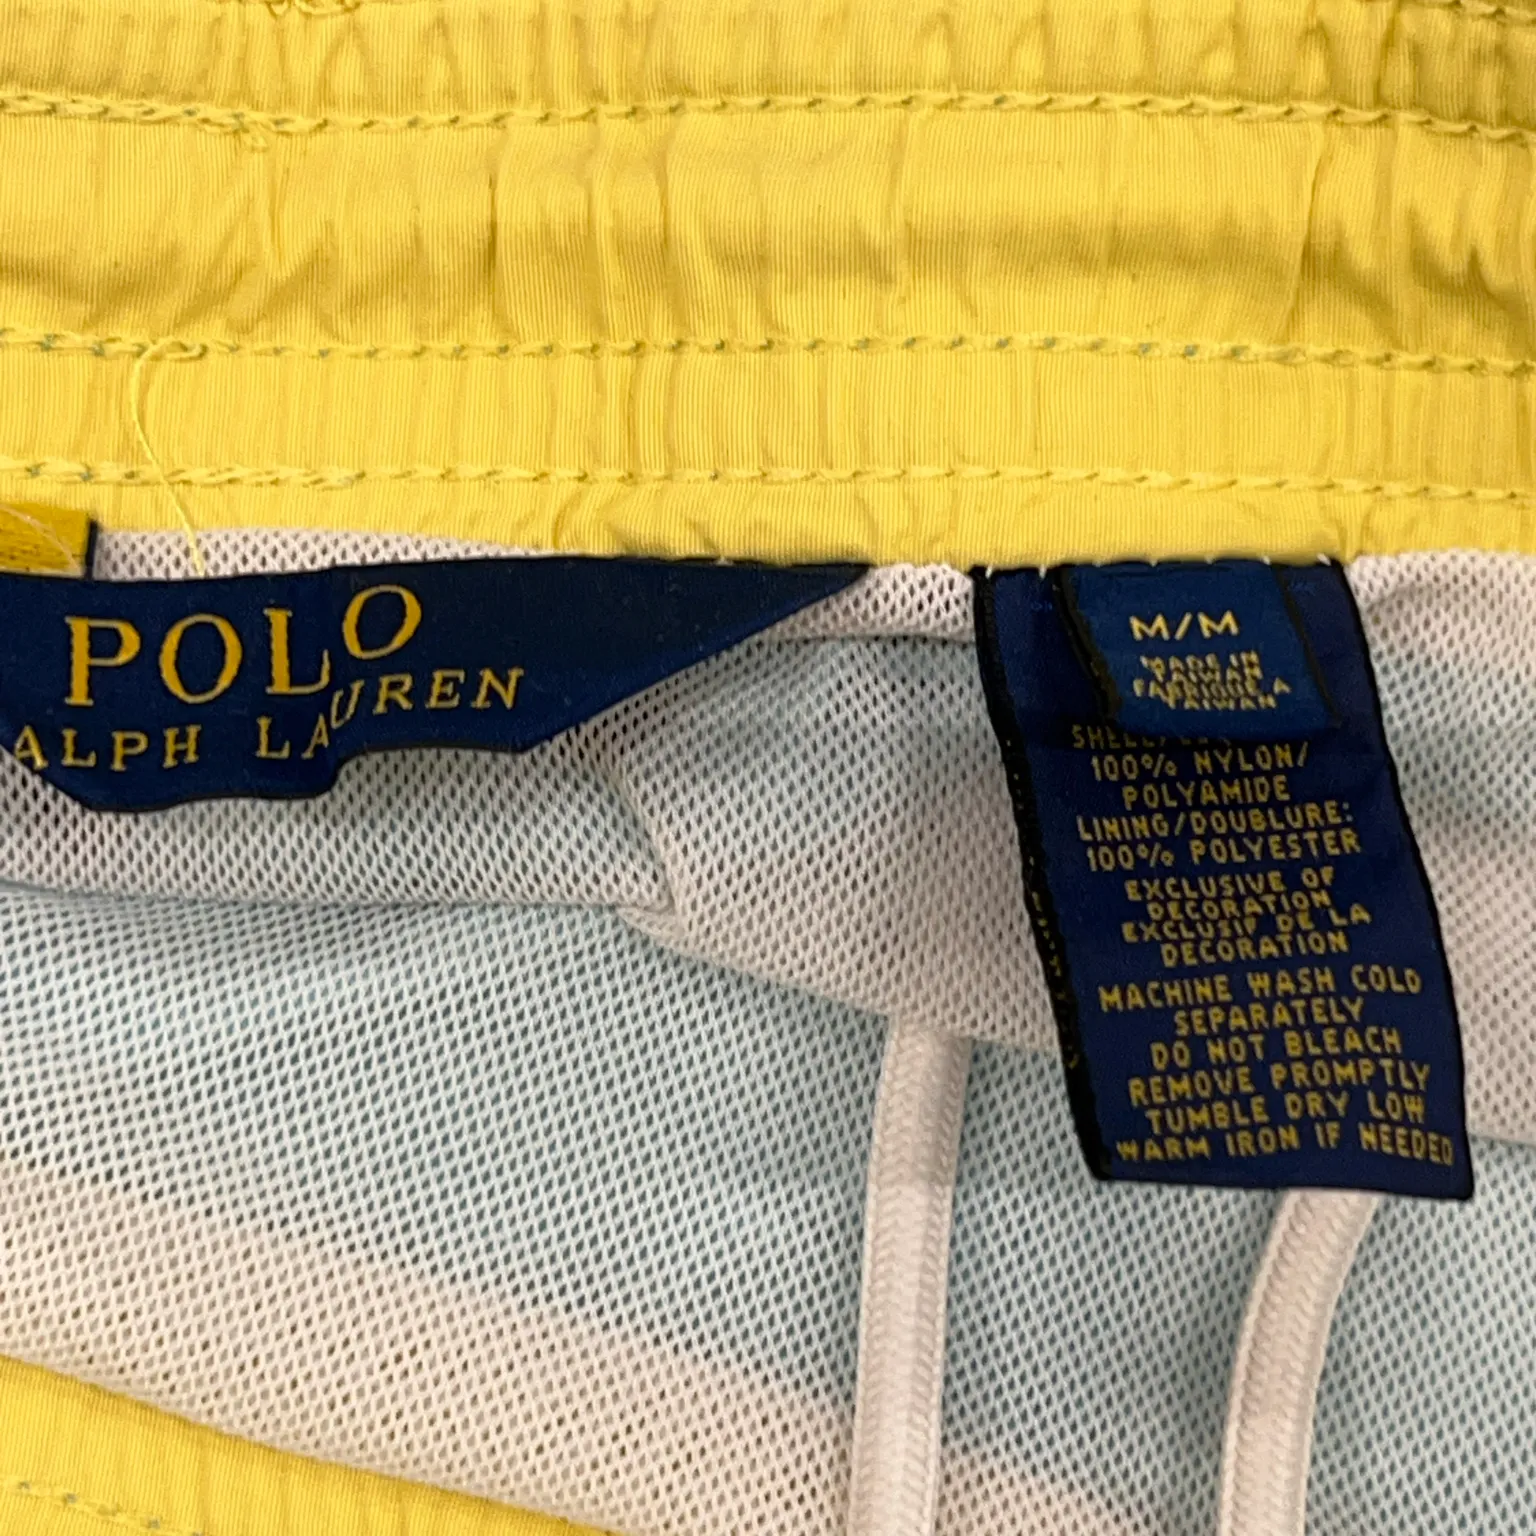 POLO
ALPH LAUREN
M/M
MADE IN
TAIWAN
FABRIQUE A
TAIWAN
100% NYLON/
POLYAMIDE
LINING/DOUBLURE:
100% POLYESTER
EXCLUSIVE OF
DECORATION
EXCLUSIF DE LA
DECORATION
MACHINE WASH COLD
SEPARATELY
DO NOT BLEACH
REMOVE PROMPTLY
TUMBLE DRY LOW
WARM IRON IF NEEDED